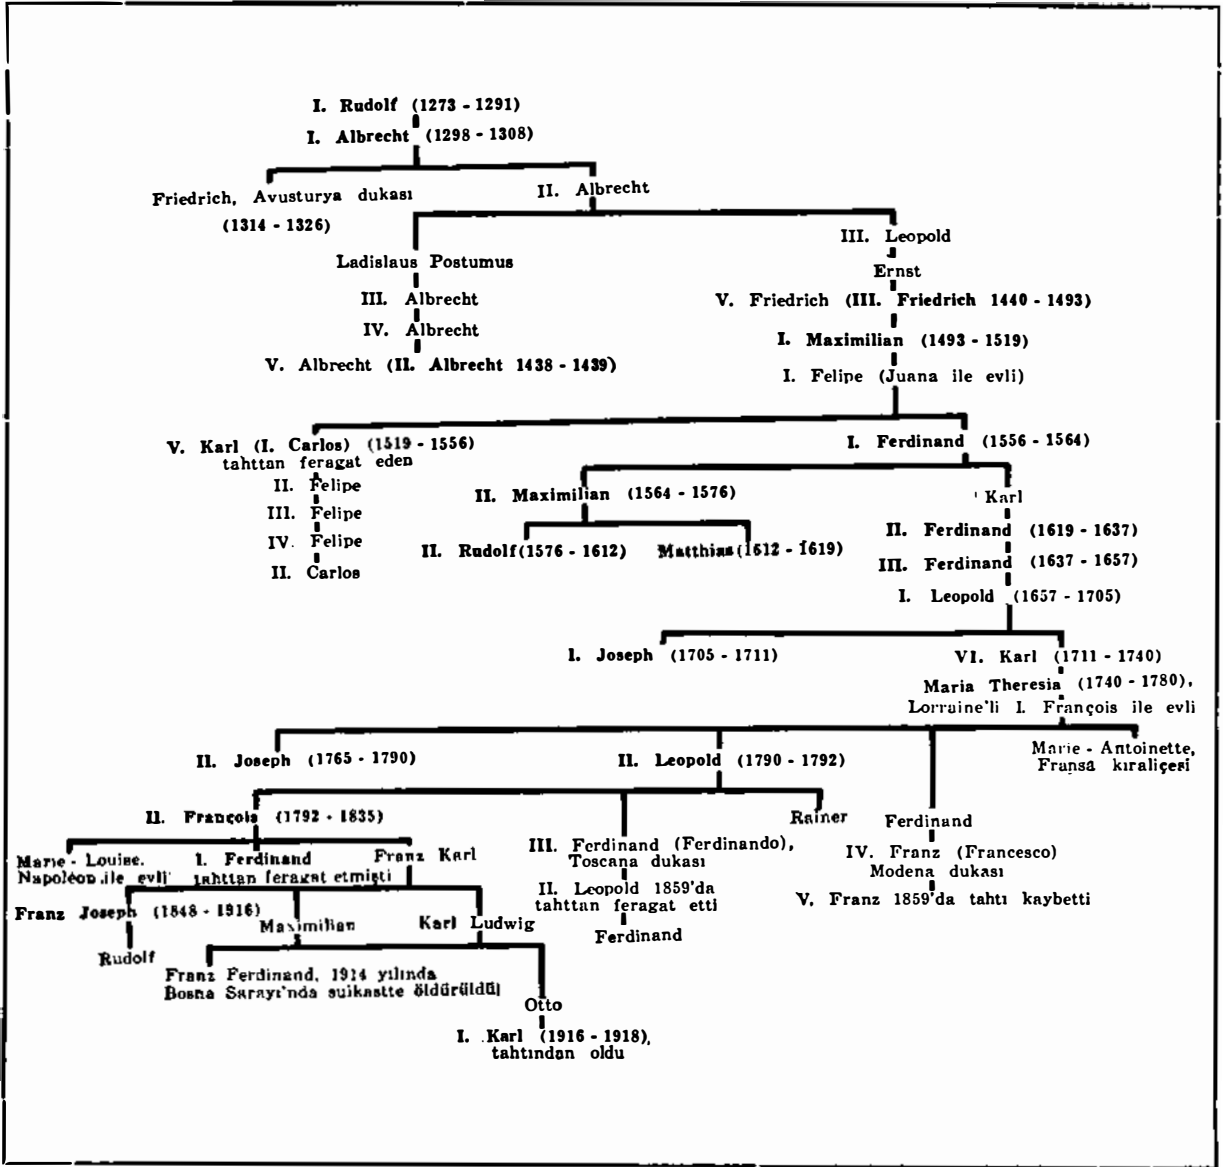 I. Rudolf (1273 - 1291)
I. Albrecht (1298 - 1308)
Friedrich, Avusturya dukası
(1314 - 1326)
II. Albrecht
III. Leopold
Ladislaus Postumus
Ernst
III. Albrecht
V. Friedrich (III. Friedrich 1440 - 1493)
IV. Albrecht
I. Maximilian (1493 - 1519)
V. Albrecht (II. Albrecht 1438 - 1439)
I. Felipe (Juana ile evli)
V. Karl (I. Carlos) (1519 - 1556)
tahttan feragat eden
I. Ferdinand (1556 - 1564)
II. Felipe
II. Maximilian (1564 - 1576)
Karl
III. Felipe
II. Ferdinand (1619 - 1637)
IV. Felipe
II. Rudolf (1576 - 1612)
Matthias (1612 - 1619)
III. Ferdinand (1637 - 1657)
II. Carlos
I. Leopold (1657 - 1705)
I. Joseph (1705 - 1711)
VI. Karl (1711 - 1740)
Maria Theresia (1740 - 1780),
Lorraine'li I. François ile evli
II. Joseph (1765 - 1790)
II. Leopold (1790 - 1792)
Marie - Antoinette,
Fransa kıraliçesi
II. François (1792 - 1835)
Rainer
Ferdinand
Marie - Louise.
Napoléon ile evli
I. Ferdinand
tahttan feragat etmişti
Franz Karl
III. Ferdinand (Ferdinando),
Toscana dukası
IV. Franz (Francesco)
Modena dukası
II. Leopold 1859'da
tahttan feragat etti
V. Franz 1859'da tahtı kaybetti
Franz Joseph (1848 - 1916)
Maximilian
Karl Ludwig
Ferdinand
Rudolf
Franz Ferdinand, 1914 yılında
Bosna Sarayı'nda suikastte öldürüldü
Otto
I. Karl (1916 - 1918),
tahtından oldu